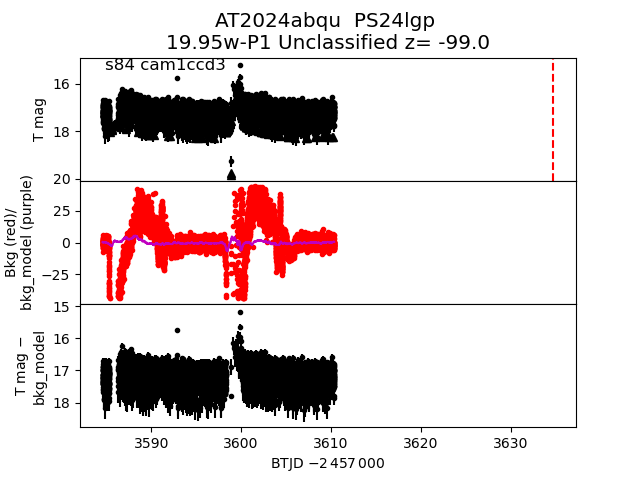 AT2024abqu  PS24lgp
19.95w-P1 Unclassified z= -99.0
s84 cam1ccd3
T mag
16
18
20
Bkg (red)/
bkg_model (purple)
25
0
−25
T mag −
bkg_model
15
16
17
18
3590 3600 3610 3620 3630
BTJD −2 457 000